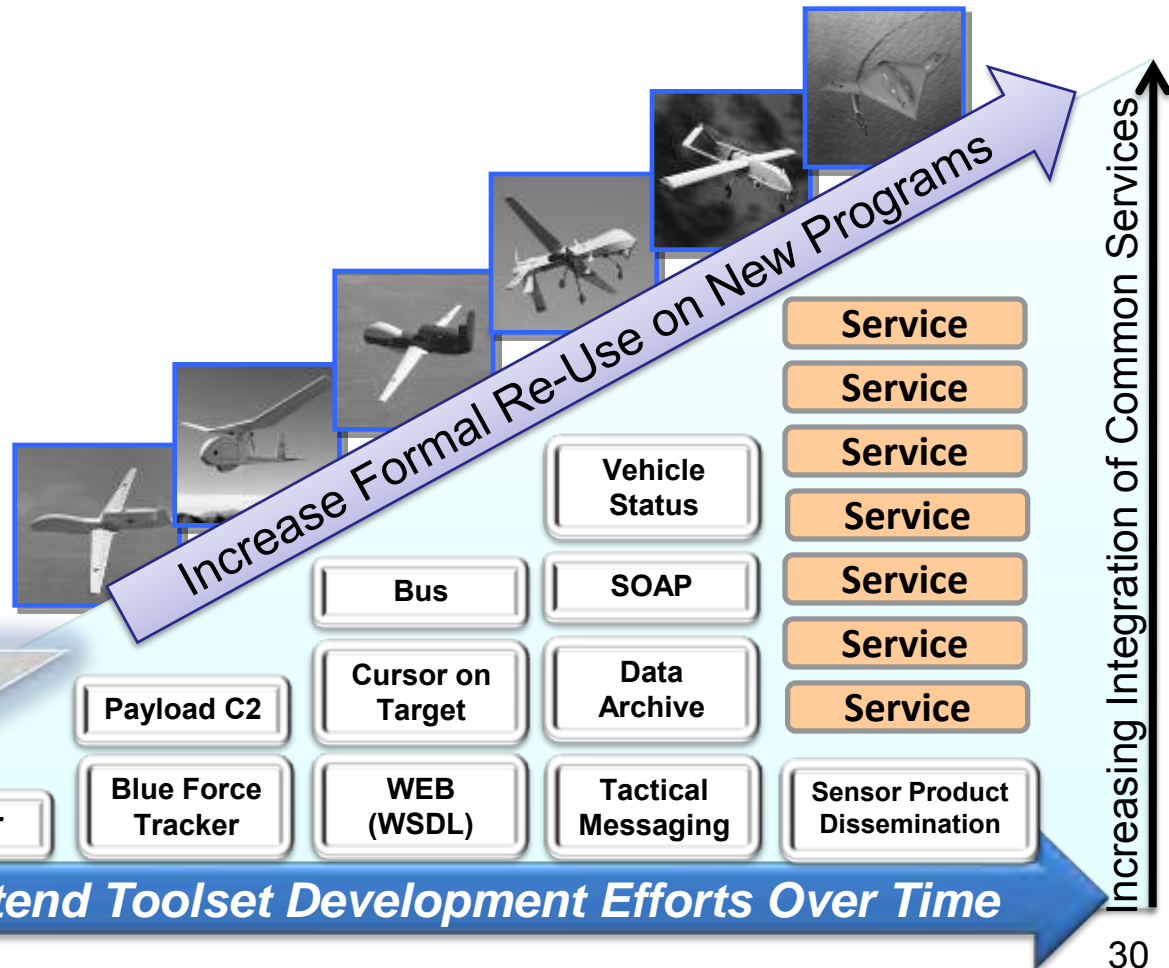 Increase Formal Re-Use on New Programs
Increasing Integration of Common Services
Service
Service
Service
Service
Service
Service
Service
Vehicle
Status
Bus
SOAP
Payload C2
Cursor on
Target
Data
Archive
Blue Force
Tracker
WEB
(WSDL)
Tactical
Messaging
Sensor Product
Dissemination
tend Toolset Development Efforts Over Time
30